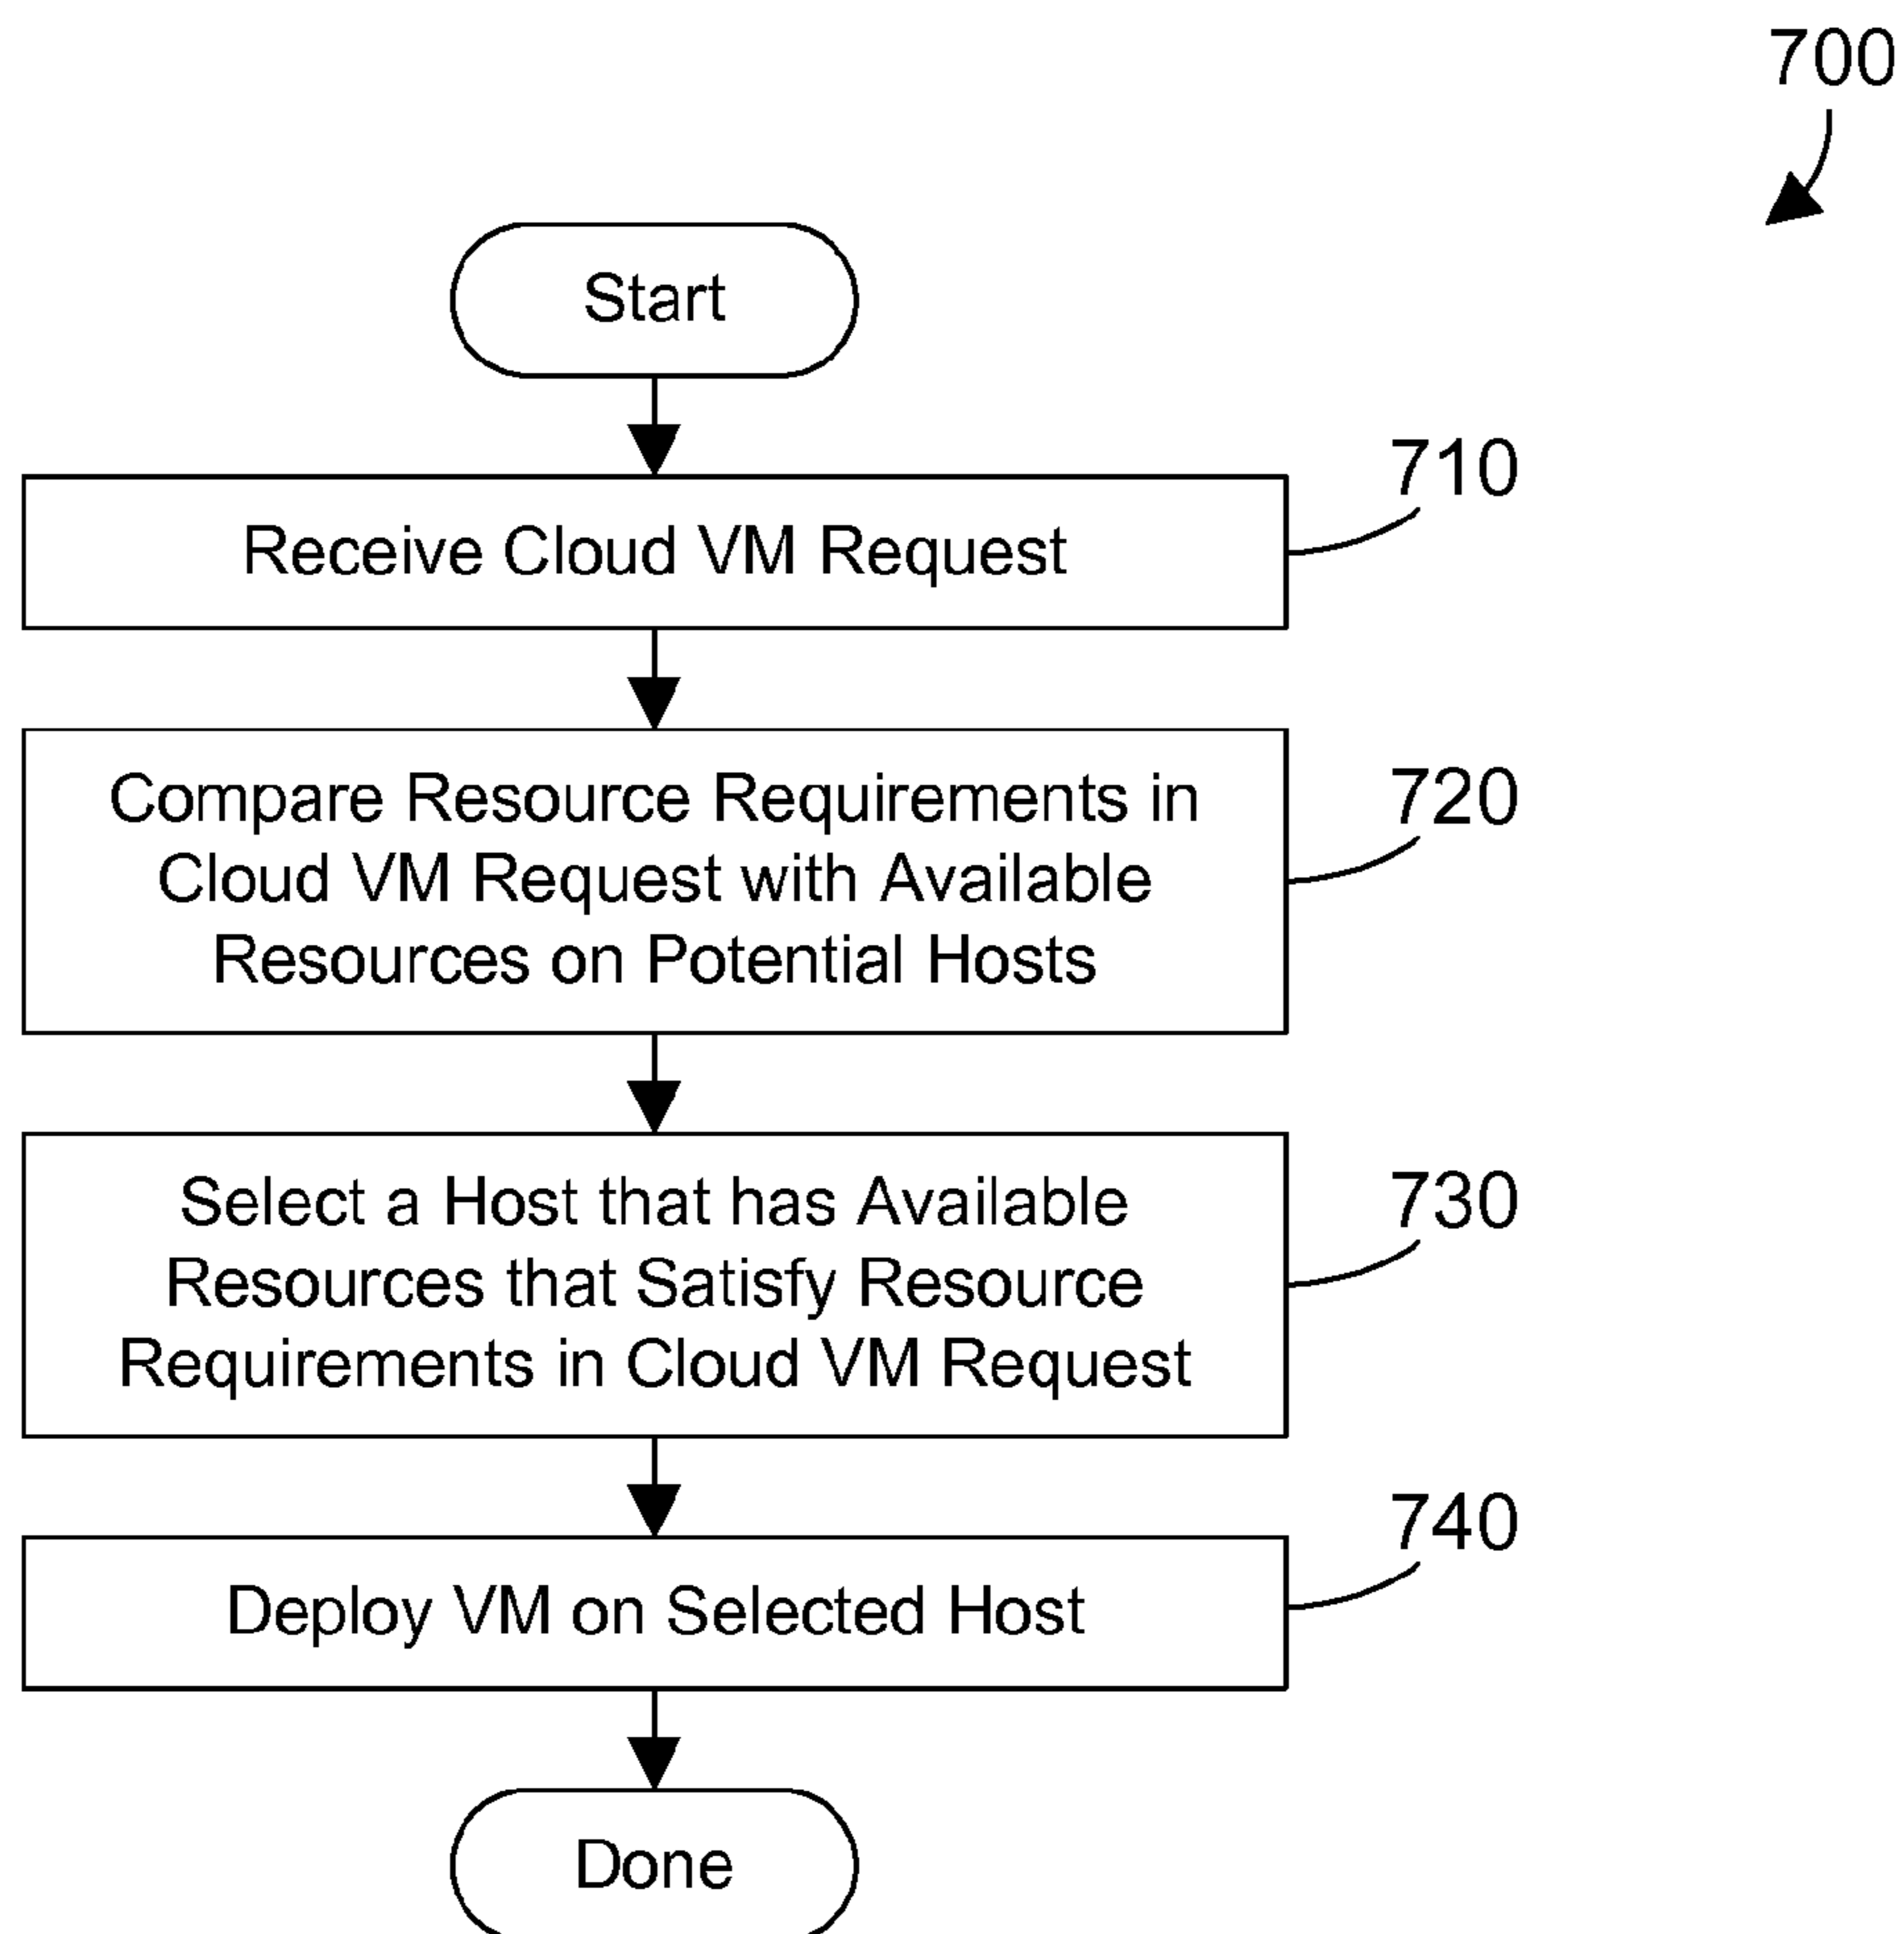 700
Start
Receive Cloud VM Request
710
Compare Resource Requirements in
Cloud VM Request with Available
Resources on Potential Hosts
720
Select a Host that has Available
Resources that Satisfy Resource
Requirements in Cloud VM Request
730
Deploy VM on Selected Host
740
Done